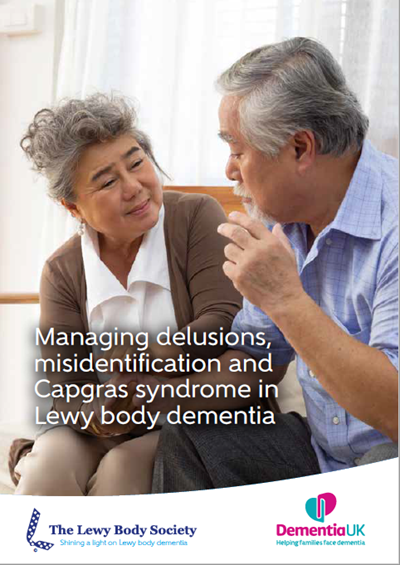 Managing delusions,
misidentification and
Capgras syndrome in
Lewy body dementia
The Lewy Body Society
Shining a light on Lewy body dementia
DementiaUK
Helping families face dementia